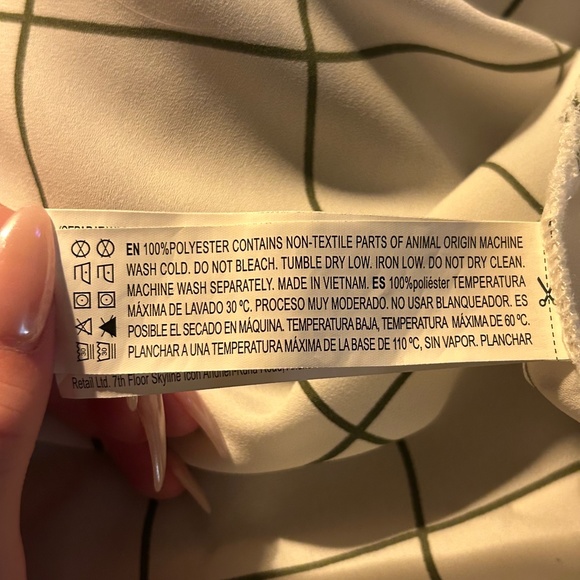 EN 100%POLYESTER CONTAINS NON-TEXTILE PARTS OF ANIMAL ORIGIN MACHINE
WASH COLD. DO NOT BLEACH. TUMBLE DRY LOW. IRON LOW. DO NOT DRY CLEAN.
MACHINE WASH SEPARATELY. MADE IN VIETNAM. ES 100%poliéster TEMPERATURA
MÁXIMA DE LAVADO 30 ºC. PROCESO MUY MODERADO. NO USAR BLANQUEADOR. ES
POSIBLE EL SECADO EN MÁQUINA. TEMPERATURA BAJA, TEMPERATURA MÁXIMA DE 60 ºC.
PLANCHAR A UNA TEMPERATURA MÁXIMA DE LA BASE DE 110 ºC, SIN VAPOR. PLANCHAR
Retail Ltd. 7th Floor Skyline Icon